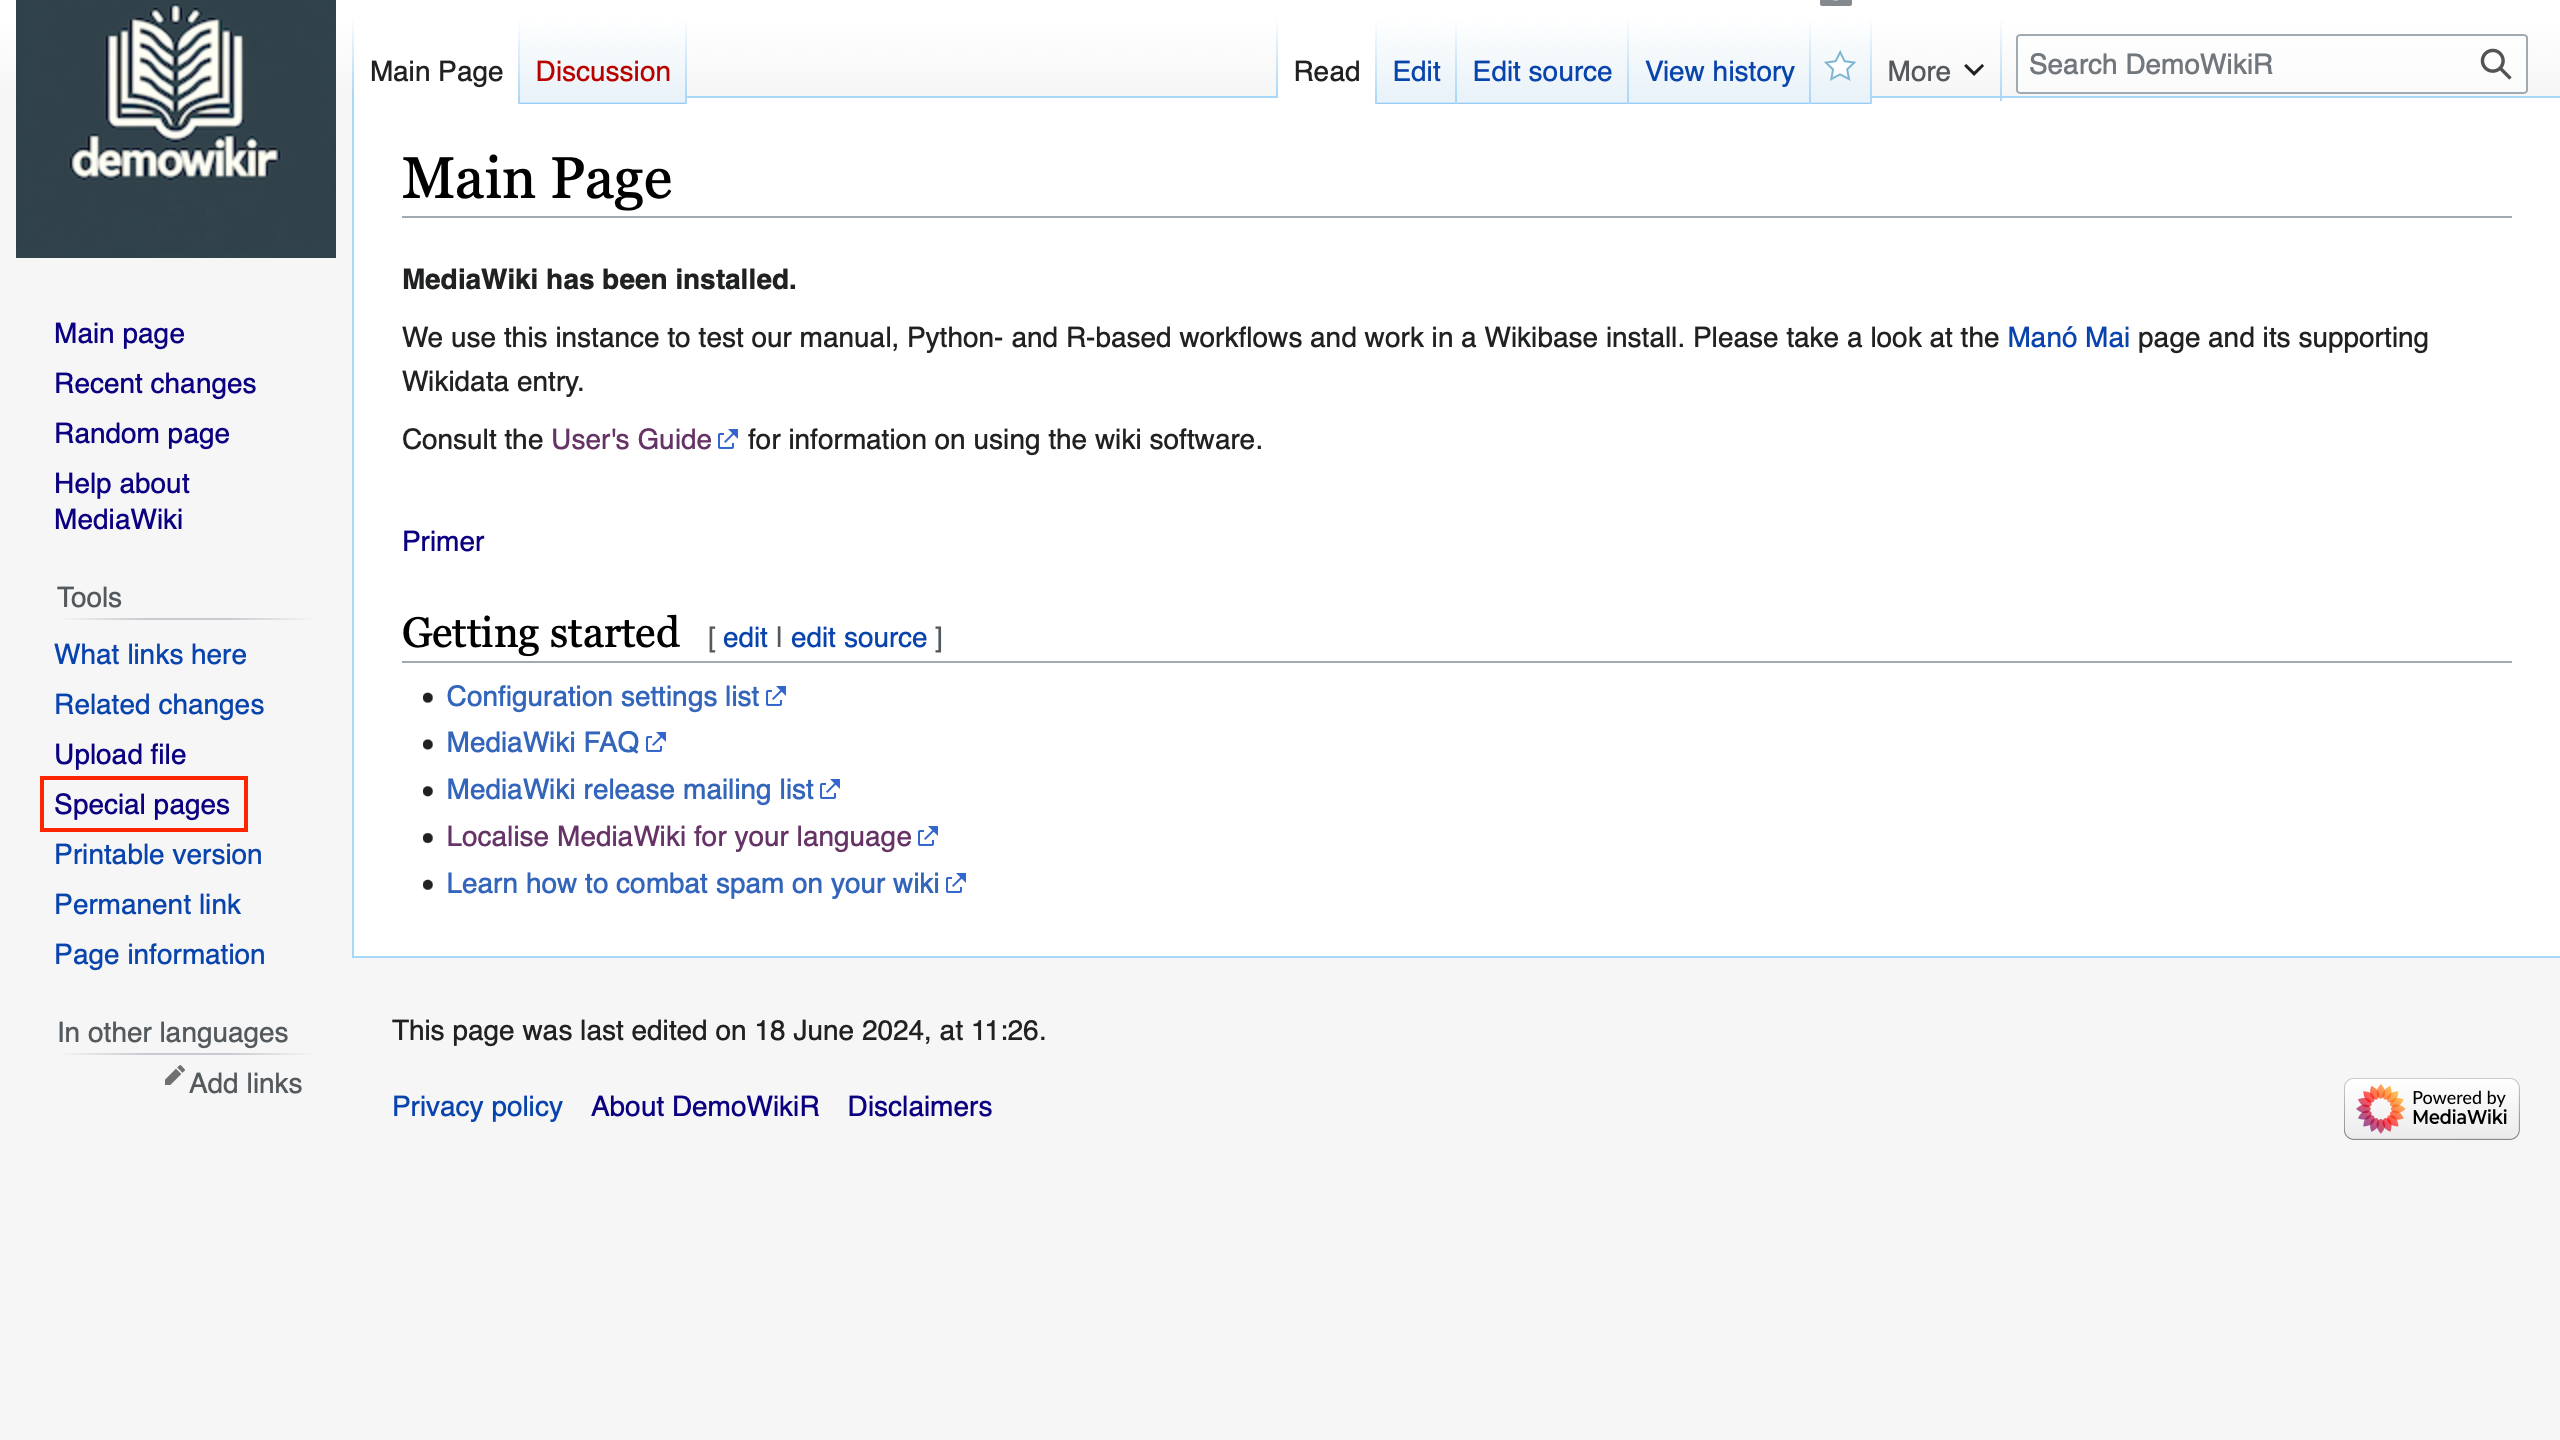 demowikir
Main page
Recent changes
Random page
Help about
MediaWiki
Tools
What links here
Related changes
Upload file
Special pages
Printable version
Permanent link
Page information
In other languages
Add links
Main Page
Discussion
Read
Edit
Edit source
View history
More
Search DemoWikiR
Main Page
MediaWiki has been installed.
We use this instance to test our manual, Python- and R-based workflows and work in a Wikibase install. Please take a look at the Manó Mai page and its supporting
Wikidata entry.
Consult the User's Guide for information on using the wiki software.
Primer
Getting started [ edit | edit source ]
Configuration settings list
MediaWiki FAQ
MediaWiki release mailing list
Localise MediaWiki for your language
Learn how to combat spam on your wiki
This page was last edited on 18 June 2024, at 11:26.
Privacy policy About DemoWikiR Disclaimers
Powered by
MediaWiki